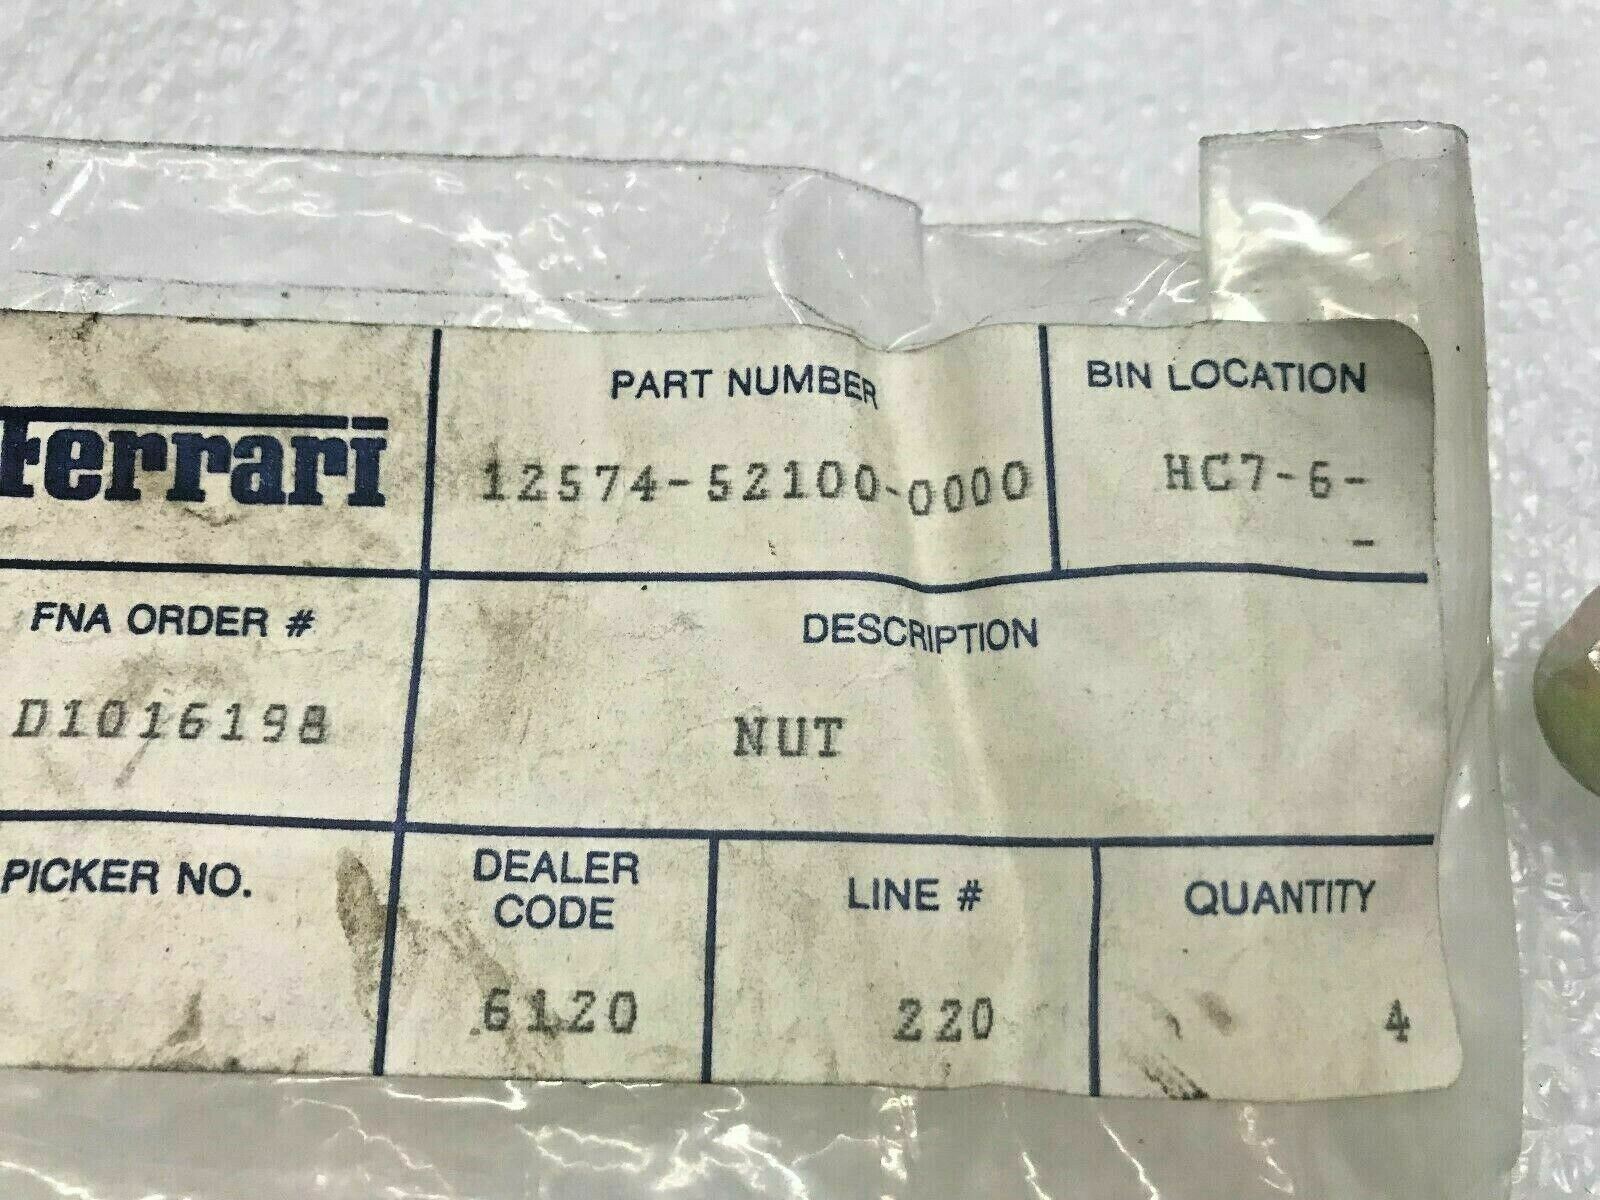 Ferrari
PART NUMBER
12574-52100-0000
BIN LOCATION
HC7-6-
-
FNA ORDER #
D1016198
DESCRIPTION
NUT
PICKER NO.
DEALER
CODE
6120
LINE #
220
QUANTITY
4